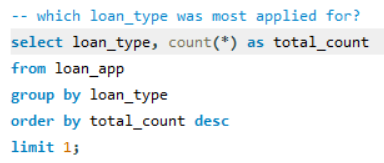 -- which loan_type was most applied for?
select loan_type, count(*) as total_count
from loan_app
group by loan_type
order by total_count desc
limit 1;